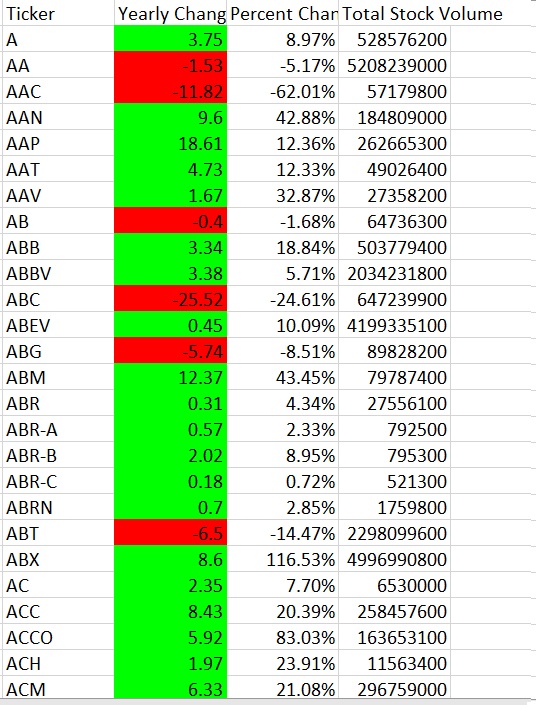 Ticker Yearly Chang Percent Chan Total Stock Volume
A 3.75 8.97% 528576200
AA -1.53 -5.17% 5208239000
AAC -11.82 -62.01% 57179800
AAN 9.6 42.88% 184809000
AAP 18.61 12.36% 262665300
AAT 4.73 12.33% 49026400
AAV 1.67 32.87% 27358200
AB -0.4 -1.68% 64736300
ABB 3.34 18.84% 503779400
ABBV 3.38 5.71% 2034231800
ABC -25.52 -24.61% 647239900
ABEV 0.45 10.09% 4199335100
ABG -5.74 -8.51% 89828200
ABM 12.37 43.45% 79787400
ABR 0.31 4.34% 27556100
ABR-A 0.57 2.33% 792500
ABR-B 2.02 8.95% 795300
ABR-C 0.18 0.72% 521300
ABRN 0.7 2.85% 1759800
ABT -6.5 -14.47% 2298099600
ABX 8.6 116.53% 4996990800
AC 2.35 7.70% 6530000
ACC 8.43 20.39% 258457600
ACCO 5.92 83.03% 163653100
ACH 1.97 23.91% 11563400
ACM 6.33 21.08% 296759000